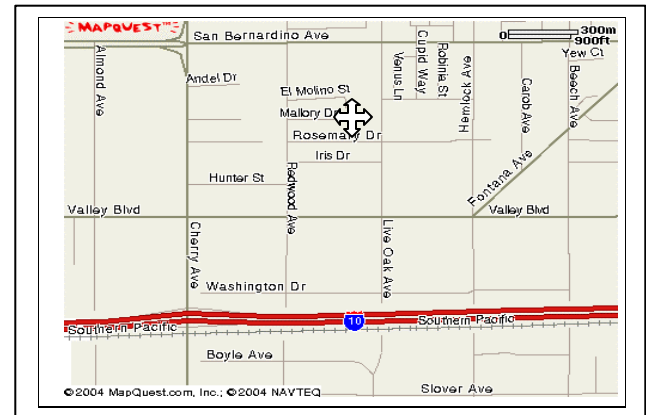 MAPQUEST™
San Bernardino Ave
0 300m
900ft
Yew Ct
Almond Ave
Andel Dr
El Molino St
Mallory Dr
Rosemary Dr
Iris Dr
Venus Ln
Cupid Way
Robinia St
Hemlock Ave
Carob Ave
Beech Ave
Hunter St
Redwood Ave
Fontana Ave
Valley Blvd
Valley Blvd
Cherry Ave
Live Oak Ave
Washington Dr
Southern Pacific
10
Southern Pacific
Boyle Ave
Slover Ave
©2004 MapQuest.com, Inc.; ©2004 NAVTEQ